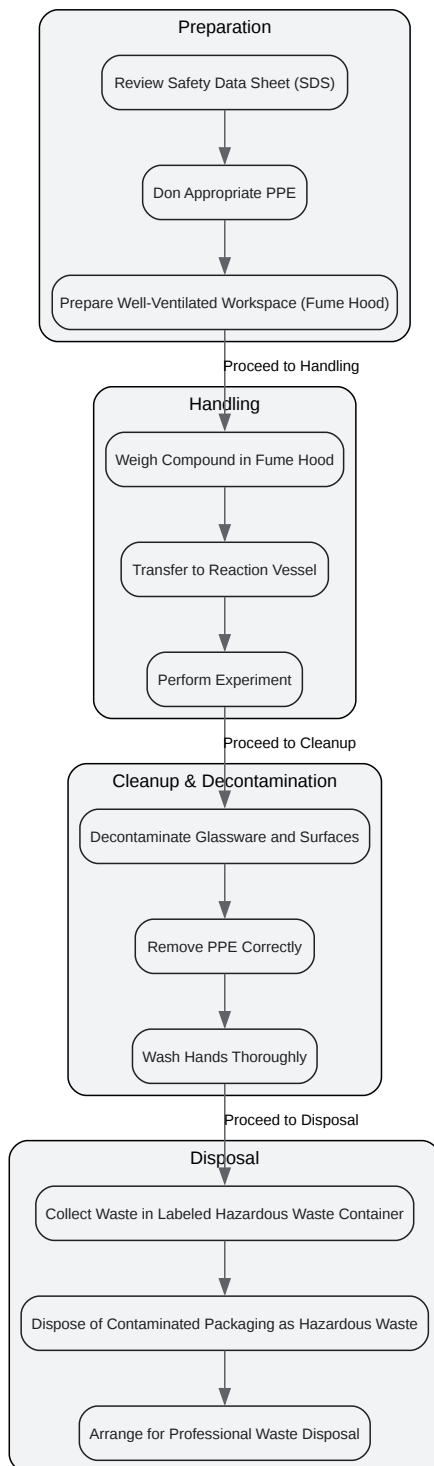 Preparation
Review Safety Data Sheet (SDS)
Don Appropriate PPE
Prepare Well-Ventilated Workspace (Fume Hood)
Proceed to Handling
Handling
Weigh Compound in Fume Hood
Transfer to Reaction Vessel
Perform Experiment
Proceed to Cleanup
Cleanup & Decontamination
Decontaminate Glassware and Surfaces
Remove PPE Correctly
Wash Hands Thoroughly
Proceed to Disposal
Disposal
Collect Waste in Labeled Hazardous Waste Container
Dispose of Contaminated Packaging as Hazardous Waste
Arrange for Professional Waste Disposal